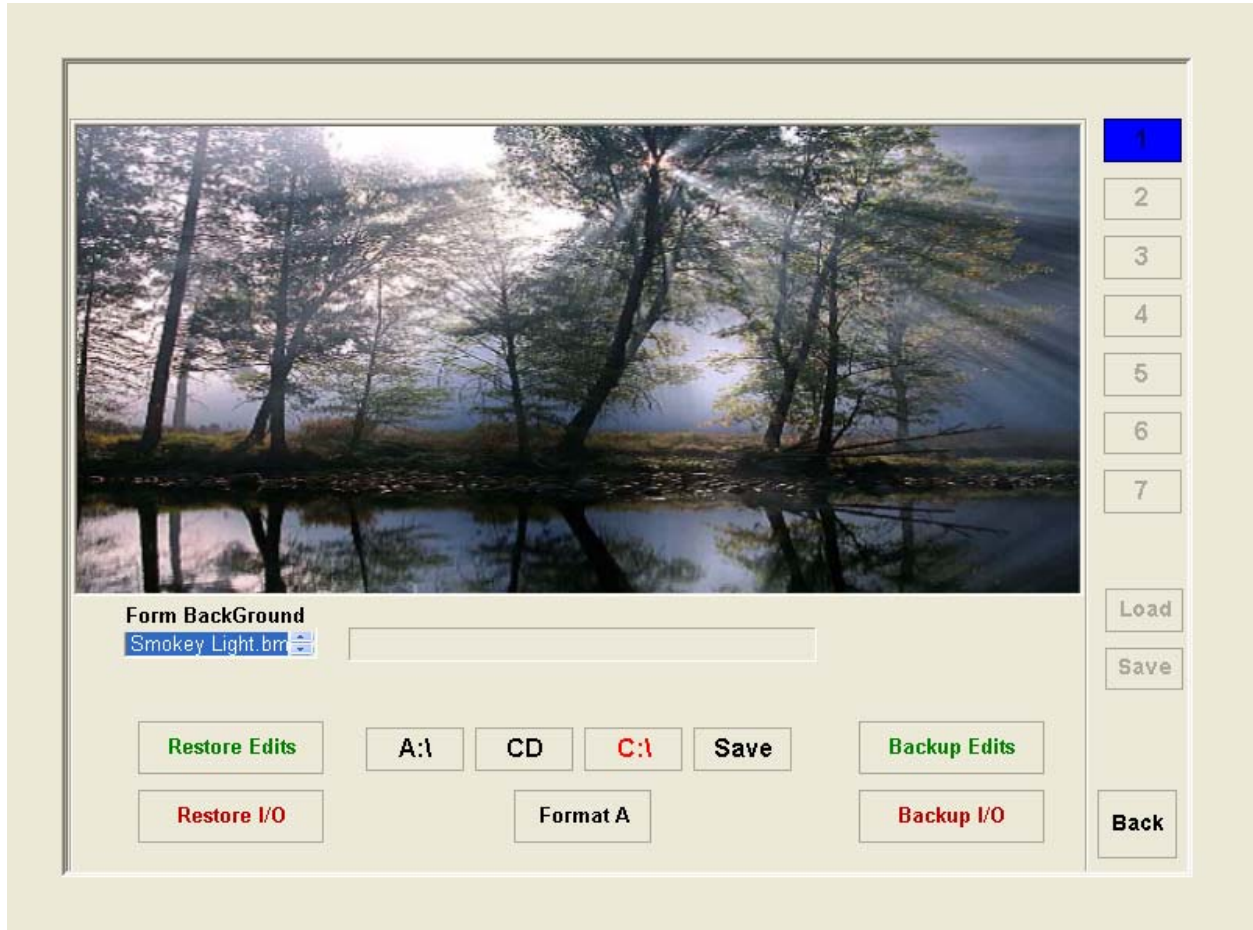 1
2
3
4
5
6
7
Form BackGround
Smokey Light.bm
Load
Save
Restore Edits
A:\
CD
C:\
Save
Backup Edits
Restore I/O
Format A
Backup I/O
Back